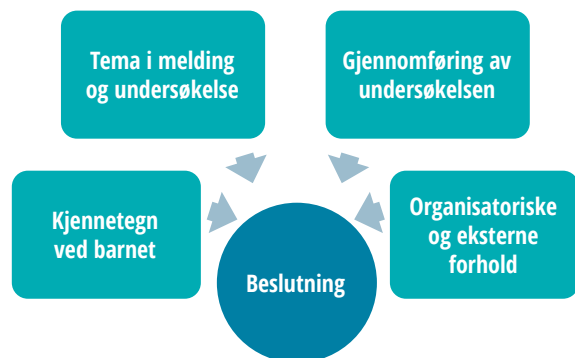 Tema i melding
og undersøkelse
Gjennomføring av
undersøkelsen
Kjennetegn
ved barnet
Organisatoriske
og eksterne
forhold
Beslutning